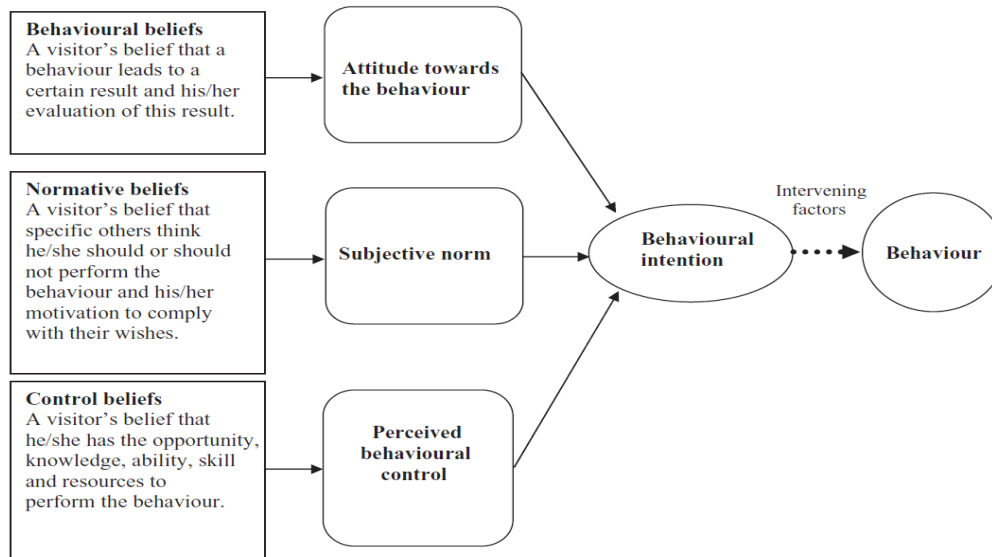 Behavioural beliefs
A visitor’s belief that a
behaviour leads to a
certain result and his/her
evaluation of this result.
Attitude towards
the behaviour
Normative beliefs
A visitor’s belief that
specific others think
he/she should or should
not perform the
behaviour and his/her
motivation to comply
with their wishes.
Subjective norm
Control beliefs
A visitor’s belief that
he/she has the opportunity,
knowledge, ability, skill
and resources to
perform the behaviour.
Perceived
behavioural
control
Behavioural
intention
Intervening
factors
Behaviour